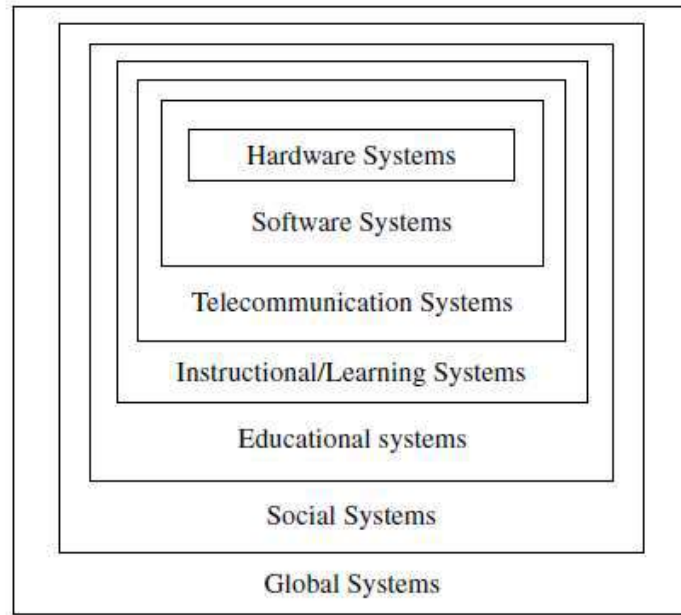 Hardware Systems
Software Systems
Telecommunication Systems
Instructional/Learning Systems
Educational systems
Social Systems
Global Systems